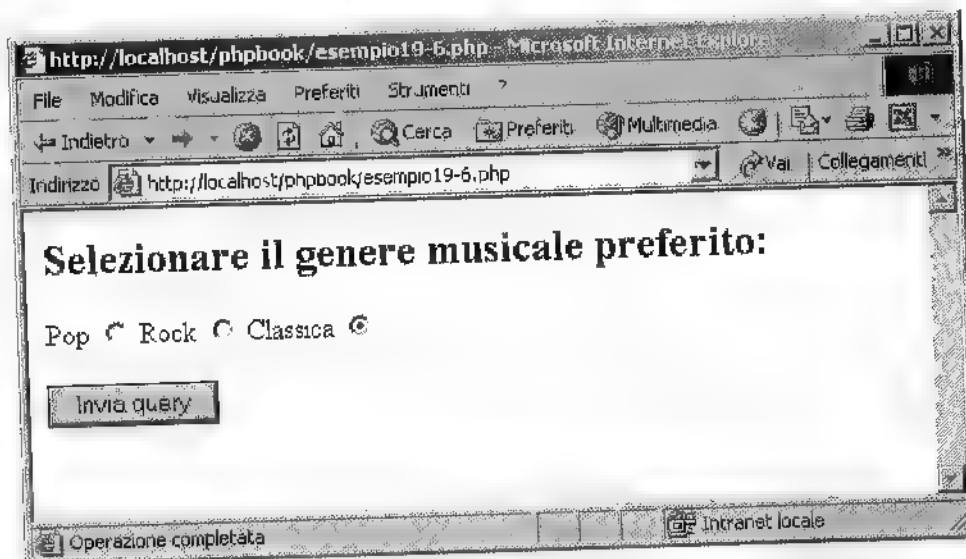 http://localhost/phpbook/esempio19-6.php - Microsoft Internet Explorer
File Modifica Visualizza Preferiti Strumenti ?
Indietro Cerca Preferiti Multimedia
Indirizzo http://localhost/phpbook/esempio19-6.php Vai Collegamenti »
Selezionare il genere musicale preferito:
Pop Rock Classica
Invia query
Operazione completata Intranet locale